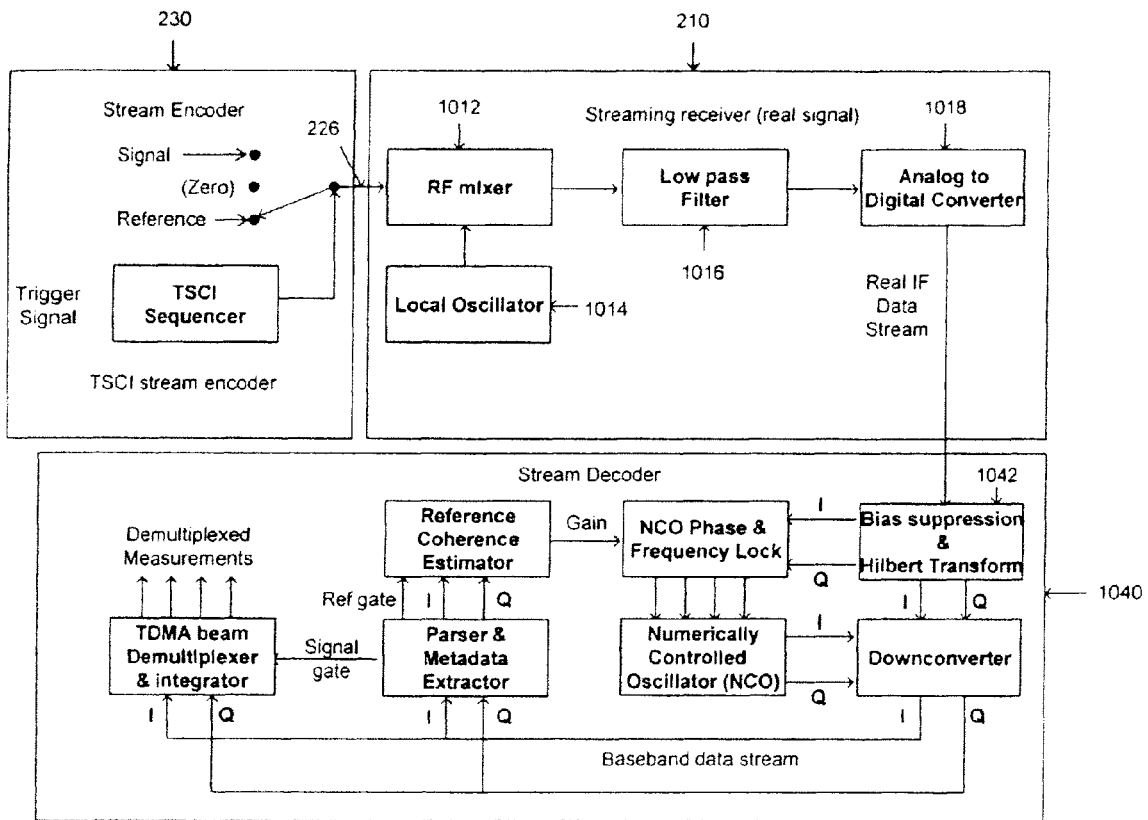 230
210
Stream Encoder
226
Signal
(Zero)
Reference
Trigger
Signal
TSCI
Sequencer
TSCI stream encoder
1012
Streaming receiver (real signal)
1018
RF mixer
Low pass
Filter
Analog to
Digital Converter
1016
Local Oscillator
1014
Real IF
Data
Stream
Stream Decoder
1042
Demultiplexed
Measurements
Reference
Coherence
Estimator
Gain
NCO Phase &
Frequency Lock
I
Q
Bias suppression
&
Hilbert Transform
1040
Ref gate
I
Q
I
Q
TDMA beam
Demultiplexer
& integrator
Signal
gate
Parser &
Metadata
Extractor
Numerically
Controlled
Oscillator (NCO)
I
Q
Downconverter
I
Q
I
Q
I
Q
Baseband data stream